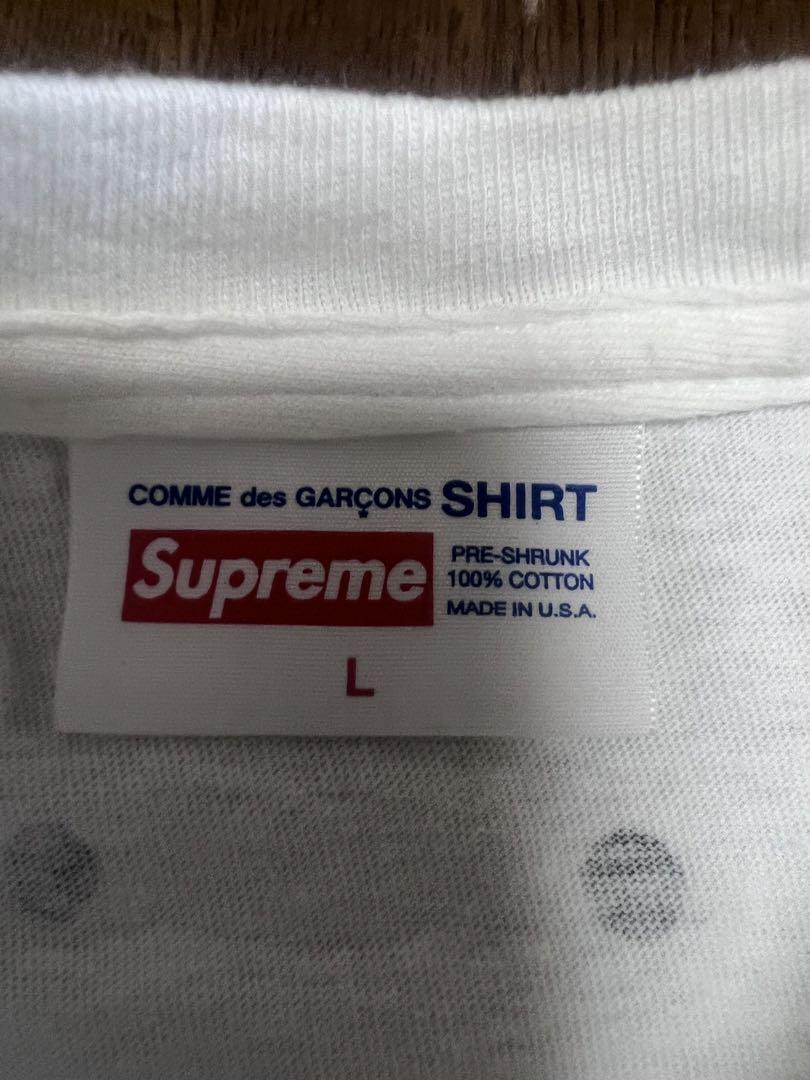 COMME des GARÇONS SHIRT
Supreme
PRE-SHRUNK
100% COTTON
MADE IN U.S.A.
L